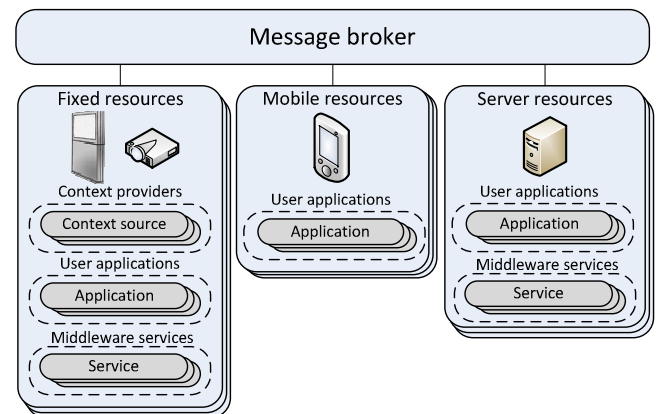 Message broker
Fixed resources
Context providers
Context source
User applications
Application
Middleware services
Service
Mobile resources
User applications
Application
Server resources
User applications
Application
Middleware services
Service